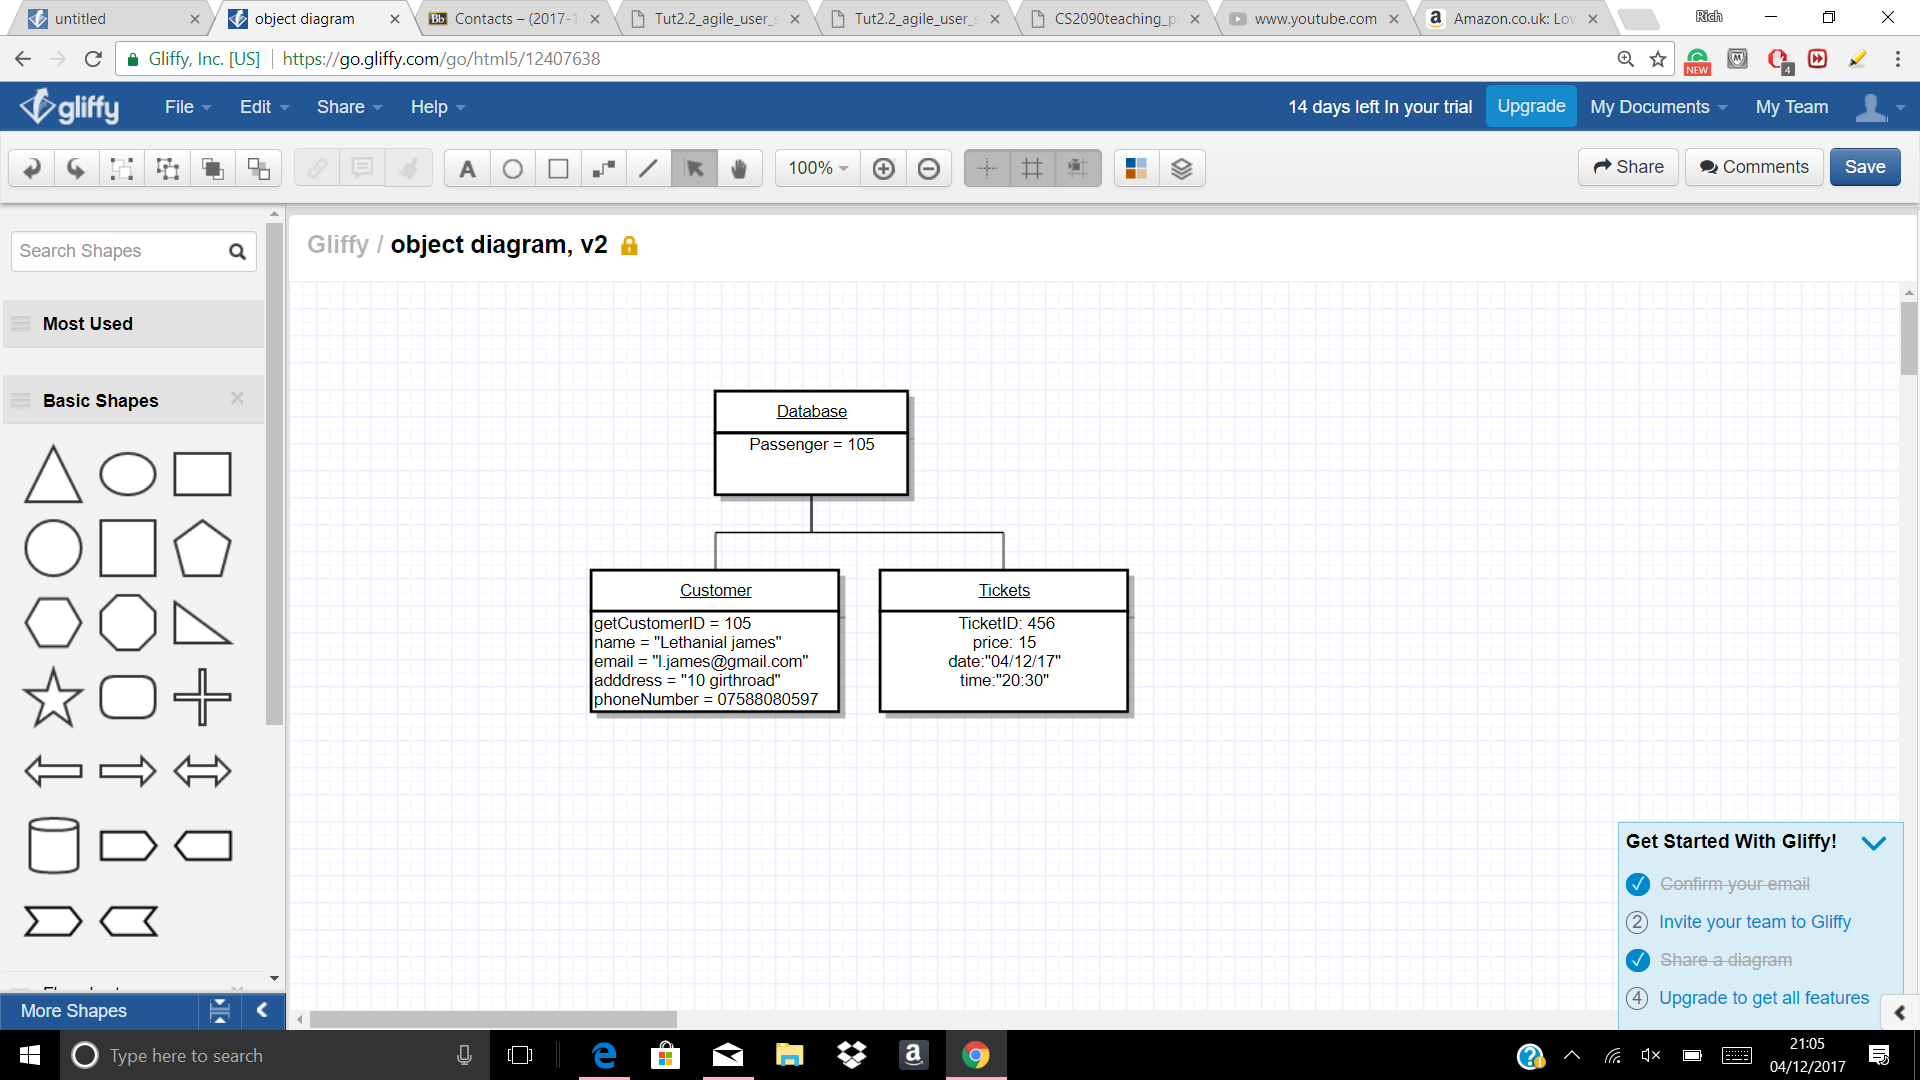 untitled
object diagram
Contacts – (2017-1
Tut2.2_agile_user_s
Tut2.2_agile_user_s
CS2090teaching_pl
www.youtube.com
Amazon.co.uk: Lov
Rich
Gliffy, Inc. [US]
https://go.gliffy.com/go/html5/12407638
NEW
4
gliffy
File
Edit
Share
Help
14 days left In your trial
Upgrade
My Documents
My Team
A
100%
Share
Comments
Save
Search Shapes
Gliffy / object diagram, v2
Most Used
Basic Shapes
Database
Passenger = 105
Customer
getCustomerID = 105
name = "Lethanial james"
email = "l.james@gmail.com"
adddress = "10 girthroad"
phoneNumber = 07588080597
Tickets
TicketID: 456
price: 15
date:"04/12/17"
time:"20:30"
Get Started With Gliffy!
Confirm your email
2 Invite your team to Gliffy
Share a diagram
4 Upgrade to get all features
More Shapes
Type here to search
21:05
04/12/2017